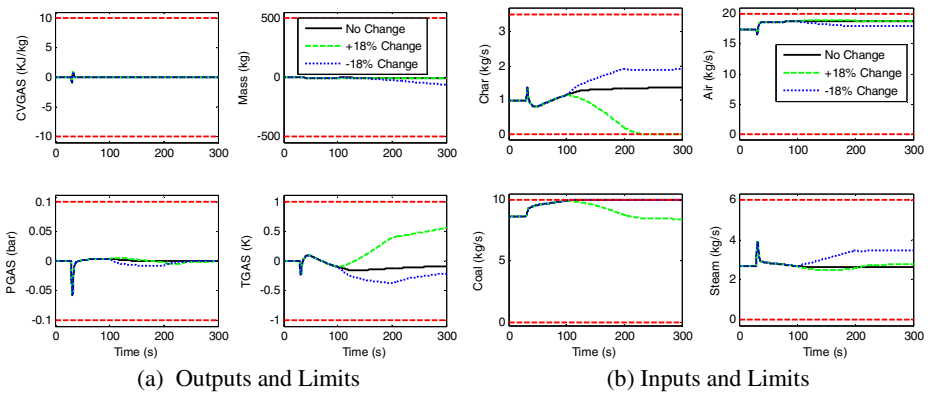 CVGAS (KJ/kg)
10
5
0
-5
-10
0 100 200 300
Mass (kg)
500
0
-500
0 100 200 300
No Change
+18% Change
-18% Change
PGAS (bar)
0.1
0.05
0
-0.05
-0.1
0 100 200 300
Time (s)
TGAS (K)
1
0.5
0
-0.5
-1
0 100 200 300
Time (s)
(a) Outputs and Limits
Char (kg/s)
3
2
1
0
0 100 200 300
Air (kg/s)
20
15
10
5
0
0 100 200 300
No Change
+18% Change
-18% Change
Coal (kg/s)
10
5
0
0 100 200 300
Time (s)
Steam (kg/s)
6
4
2
0
0 100 200 300
Time (s)
(b) Inputs and Limits